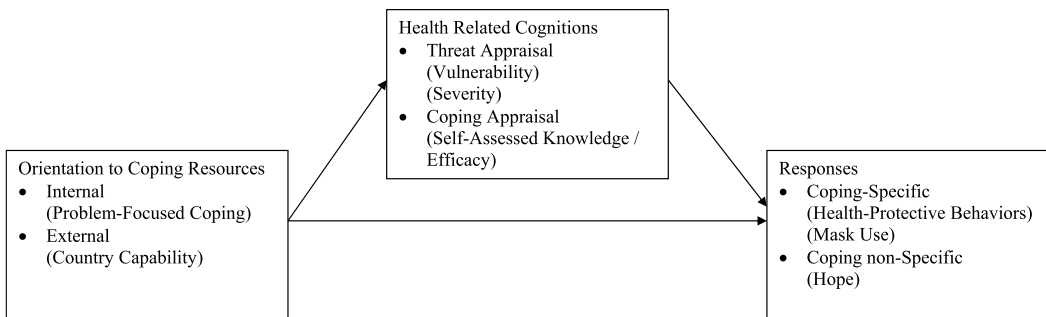 Health Related Cognitions
● Threat Appraisal
(Vulnerability)
(Severity)
● Coping Appraisal
(Self-Assessed Knowledge /
Efficacy)
Orientation to Coping Resources
● Internal
(Problem-Focused Coping)
● External
(Country Capability)
Responses
● Coping-Specific
(Health-Protective Behaviors)
(Mask Use)
● Coping non-Specific
(Hope)